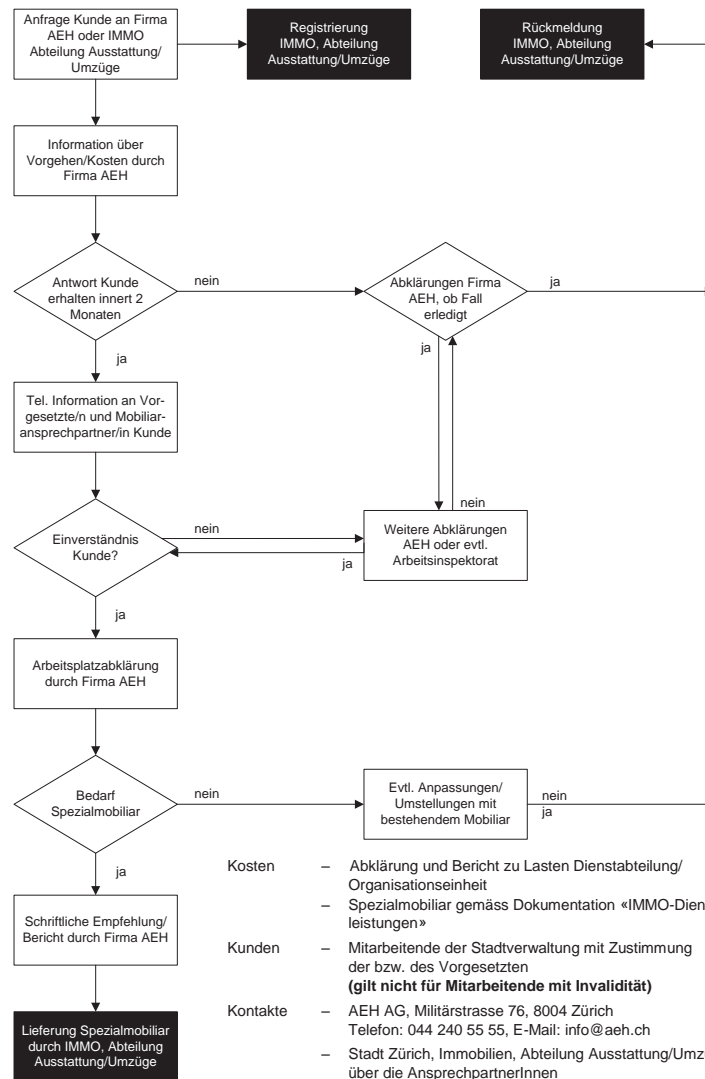 Anfrage Kunde an Firma
AEH oder IMMO
Abteilung Ausstattung/
Umzüge
Registrierung
IMMO, Abteilung
Ausstattung/Umzüge
Rückmeldung
IMMO, Abteilung
Ausstattung/Umzüge
Information über
Vorgehen/Kosten durch
Firma AEH
Antwort Kunde
erhalten innert 2
Monaten
nein
Abklärungen Firma
AEH, ob Fall
erledigt
ja
ja
ja
Tel. Information an Vor-
gesetzte/n und Mobiliar-
ansprechpartner/in Kunde
Einverständnis
Kunde?
nein
ja
nein
Weitere Abklärungen
AEH oder evtl.
Arbeitsinspektorat
ja
Arbeitsplatzabklärung
durch Firma AEH
Bedarf
Spezialmobiliar
nein
Evtl. Anpassungen/
Umstellungen mit
bestehendem Mobiliar
nein
ja
ja
Schriftliche Empfehlung/
Bericht durch Firma AEH
Lieferung Spezialmobiliar
durch IMMO, Abteilung
Ausstattung/Umzüge
Kosten – Abklärung und Bericht zu Lasten Dienstabteilung/
Organisationseinheit
– Spezialmobiliar gemäss Dokumentation «IMMO-Dien
leistungen»
Kunden – Mitarbeitende der Stadtverwaltung mit Zustimmung
der bzw. des Vorgesetzten
(gilt nicht für Mitarbeitende mit Invalidität)
Kontakte – AEH AG, Militärstrasse 76, 8004 Zürich
Telefon: 044 240 55 55, E-Mail: info@aeh.ch
– Stadt Zürich, Immobilien, Abteilung Ausstattung/Umz
über die AnsprechpartnerInnen